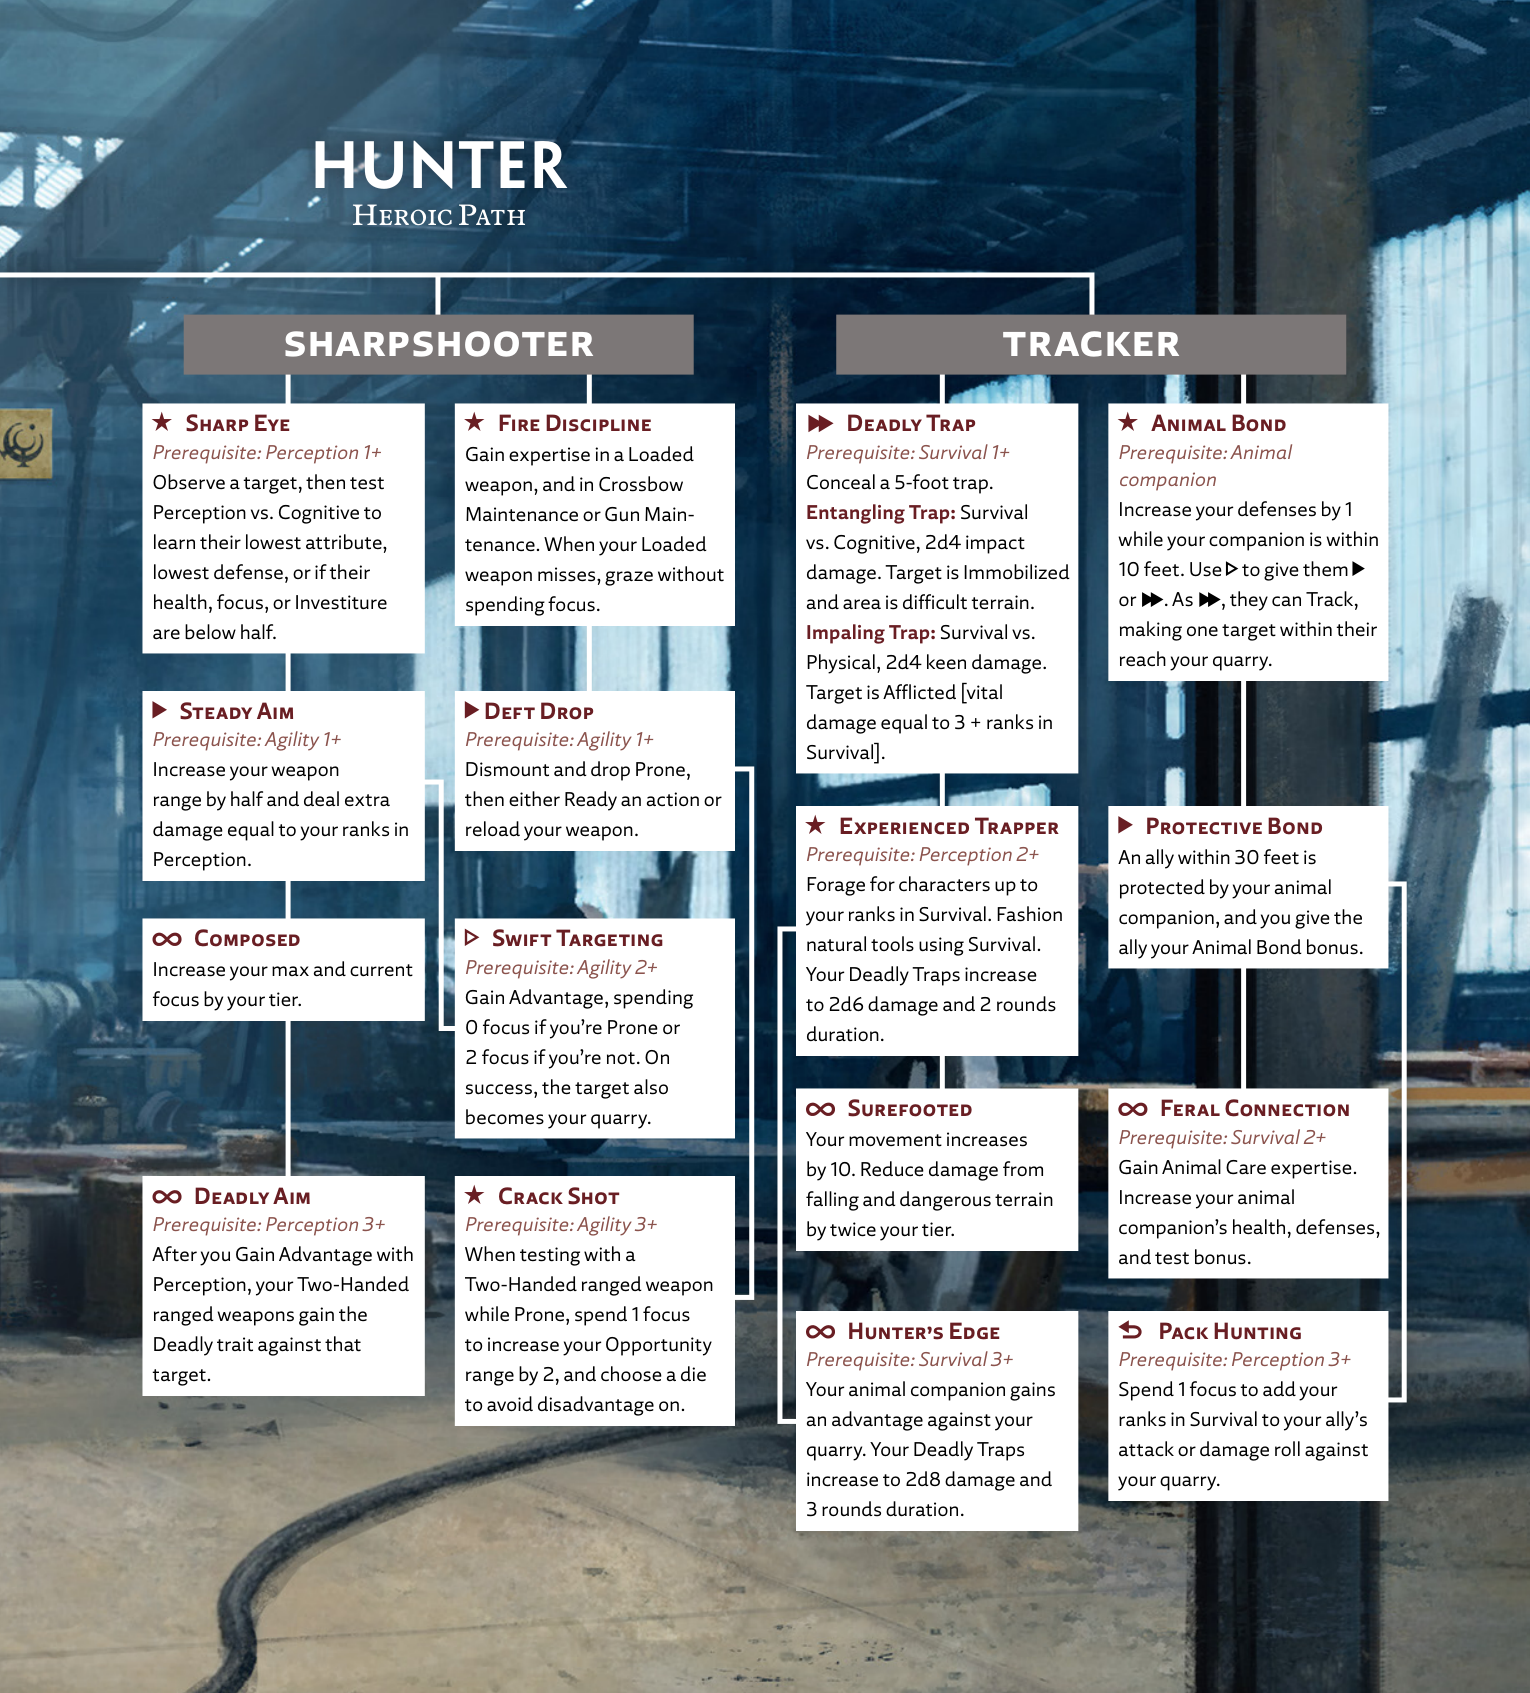 HUNTER
Heroic Path
SHARPSHOOTER
Sharp Eye
Prerequisite: Perception 1+
Observe a target, then test
Perception vs. Cognitive to
learn their lowest attribute,
lowest defense, or if their
health, focus, or Investiture
are below half.
Fire Discipline
Gain expertise in a Loaded
weapon, and in Crossbow
Maintenance or Gun Main-
tenance. When your Loaded
weapon misses, graze without
spending focus.
Steady Aim
Prerequisite: Agility 1+
Increase your weapon
range by half and deal extra
damage equal to your ranks in
Perception.
Deft Drop
Prerequisite: Agility 1+
Dismount and drop Prone,
then either Ready an action or
reload your weapon.
Composed
Increase your max and current
focus by your tier.
Swift Targeting
Prerequisite: Agility 2+
Gain Advantage, spending
0 focus if you’re Prone or
2 focus if you’re not. On
success, the target also
becomes your quarry.
Deadly Aim
Prerequisite: Perception 3+
After you Gain Advantage with
Perception, your Two-Handed
ranged weapons gain the
Deadly trait against that
target.
Crack Shot
Prerequisite: Agility 3+
When testing with a
Two-Handed ranged weapon
while Prone, spend 1 focus
to increase your Opportunity
range by 2, and choose a die
to avoid disadvantage on.
TRACKER
Deadly Trap
Prerequisite: Survival 1+
Conceal a 5-foot trap.
Entangling Trap: Survival
vs. Cognitive, 2d4 impact
damage. Target is Immobilized
and area is difficult terrain.
Impaling Trap: Survival vs.
Physical, 2d4 keen damage.
Target is Afflicted [vital
damage equal to 3 + ranks in
Survival].
Animal Bond
Prerequisite: Animal
companion
Increase your defenses by 1
while your companion is within
10 feet. Use ▷ to give them ▶
or ▶▶. As ▶▶, they can Track,
making one target within their
reach your quarry.
Experienced Trapper
Prerequisite: Perception 2+
Forage for characters up to
your ranks in Survival. Fashion
natural tools using Survival.
Your Deadly Traps increase
to 2d6 damage and 2 rounds
duration.
Protective Bond
An ally within 30 feet is
protected by your animal
companion, and you give the
ally your Animal Bond bonus.
Surefooted
Your movement increases
by 10. Reduce damage from
falling and dangerous terrain
by twice your tier.
Feral Connection
Prerequisite: Survival 2+
Gain Animal Care expertise.
Increase your animal
companion’s health, defenses,
and test bonus.
Hunter’s Edge
Prerequisite: Survival 3+
Your animal companion gains
an advantage against your
quarry. Your Deadly Traps
increase to 2d8 damage and
3 rounds duration.
Pack Hunting
Prerequisite: Perception 3+
Spend 1 focus to add your
ranks in Survival to your ally’s
attack or damage roll against
your quarry.